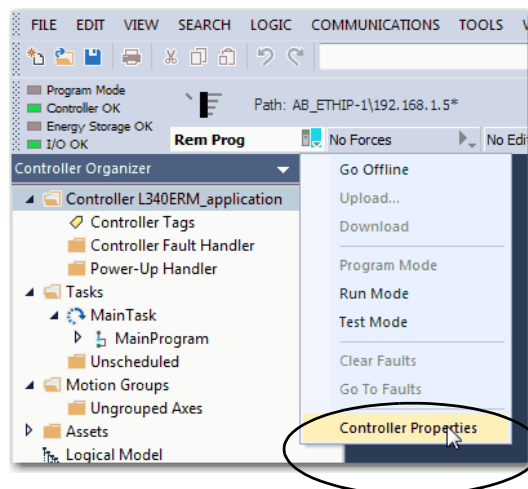 FILE EDIT VIEW SEARCH LOGIC COMMUNICATIONS TOOLS
Program Mode
Controller OK
Energy Storage OK
I/O OK
Path: AB_ETHIP-1\192.168.1.5*
Rem Prog
No Forces
No Edi
Controller Organizer
Controller L340ERM_application
Controller Tags
Controller Fault Handler
Power-Up Handler
Tasks
MainTask
MainProgram
Unscheduled
Motion Groups
Ungrouped Axes
Assets
Logical Model
Go Offline
Upload...
Download
Program Mode
Run Mode
Test Mode
Clear Faults
Go To Faults
Controller Properties